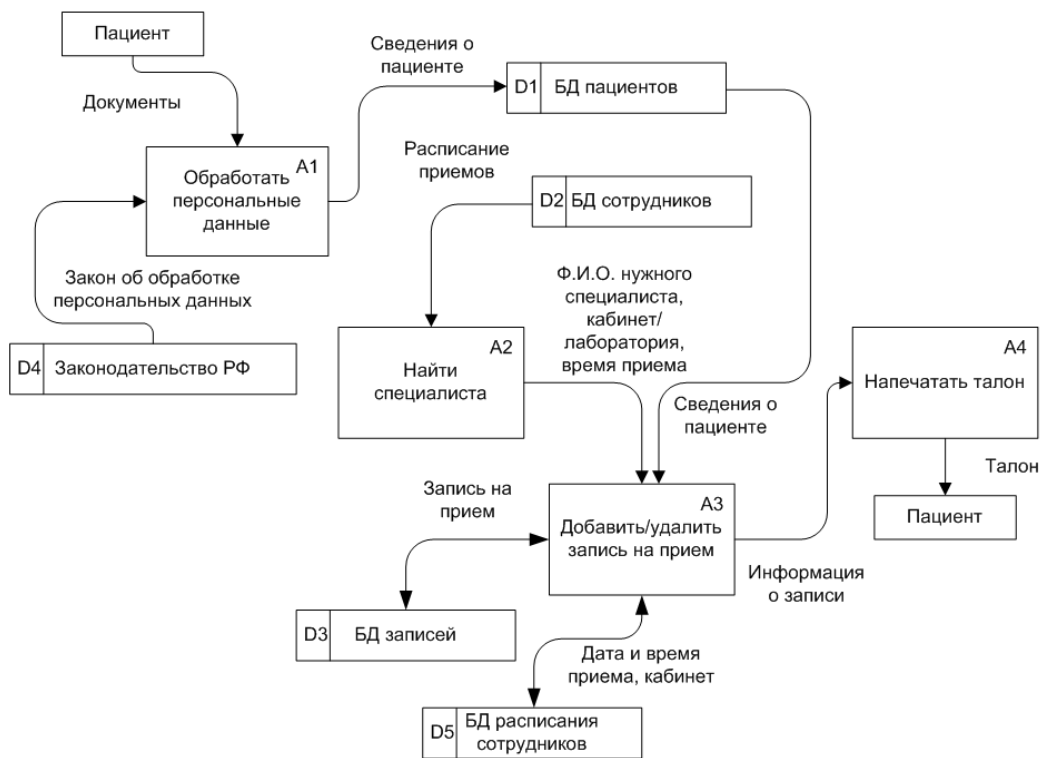 Пациент
Документы
Сведения о
пациенте
D1 БД пациентов
A1
Обработать
персональные
данные
Расписание
приемов
D2 БД сотрудников
Закон об обработке
персональных данных
D4 Законодательство РФ
Ф.И.О. нужного
специалиста,
кабинет/
лаборатория,
время приема
A2
Найти
специалиста
Сведения о
пациенте
A4
Напечатать талон
Талон
Пациент
Запись на
прием
A3
Добавить/удалить
запись на прием
Информация
о записи
D3 БД записей
Дата и время
приема, кабинет
D5 БД расписания
сотрудников